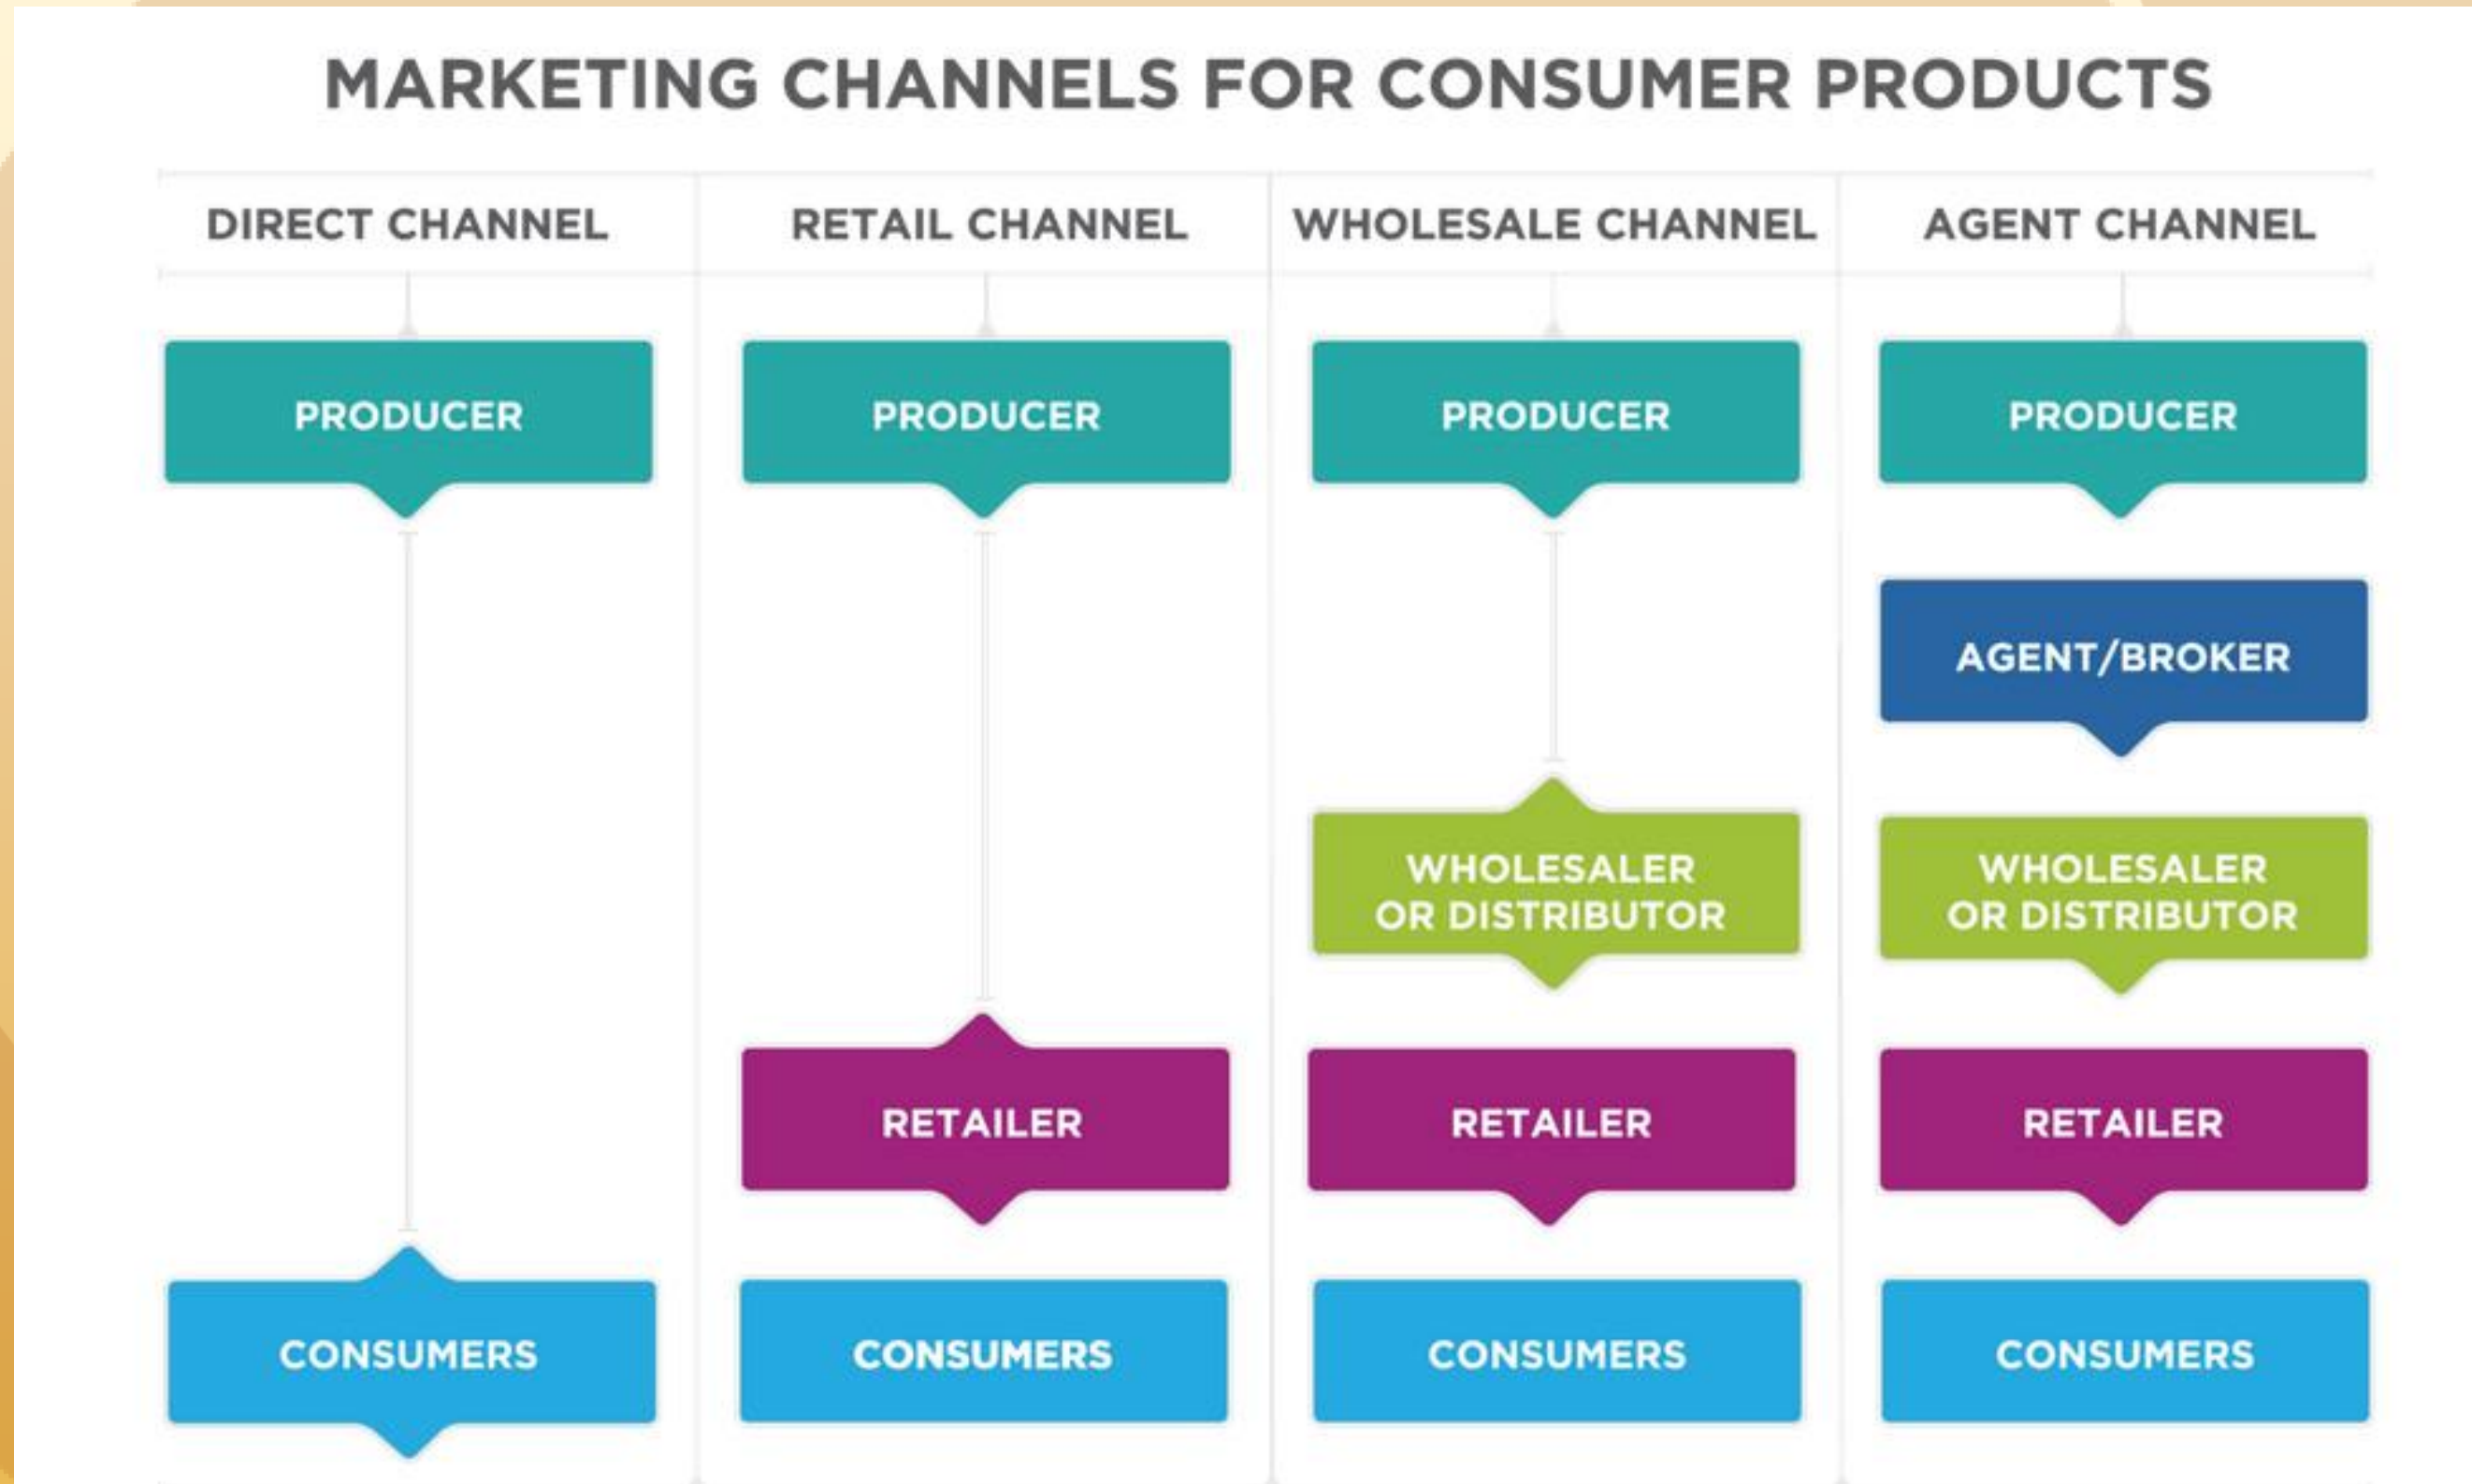 MARKETING CHANNELS FOR CONSUMER PRODUCTS
DIRECT CHANNEL
RETAIL CHANNEL
WHOLESALE CHANNEL
AGENT CHANNEL
PRODUCER
PRODUCER
PRODUCER
PRODUCER
AGENT/BROKER
WHOLESALER
OR DISTRIBUTOR
WHOLESALER
OR DISTRIBUTOR
RETAILER
RETAILER
RETAILER
CONSUMERS
CONSUMERS
CONSUMERS
CONSUMERS